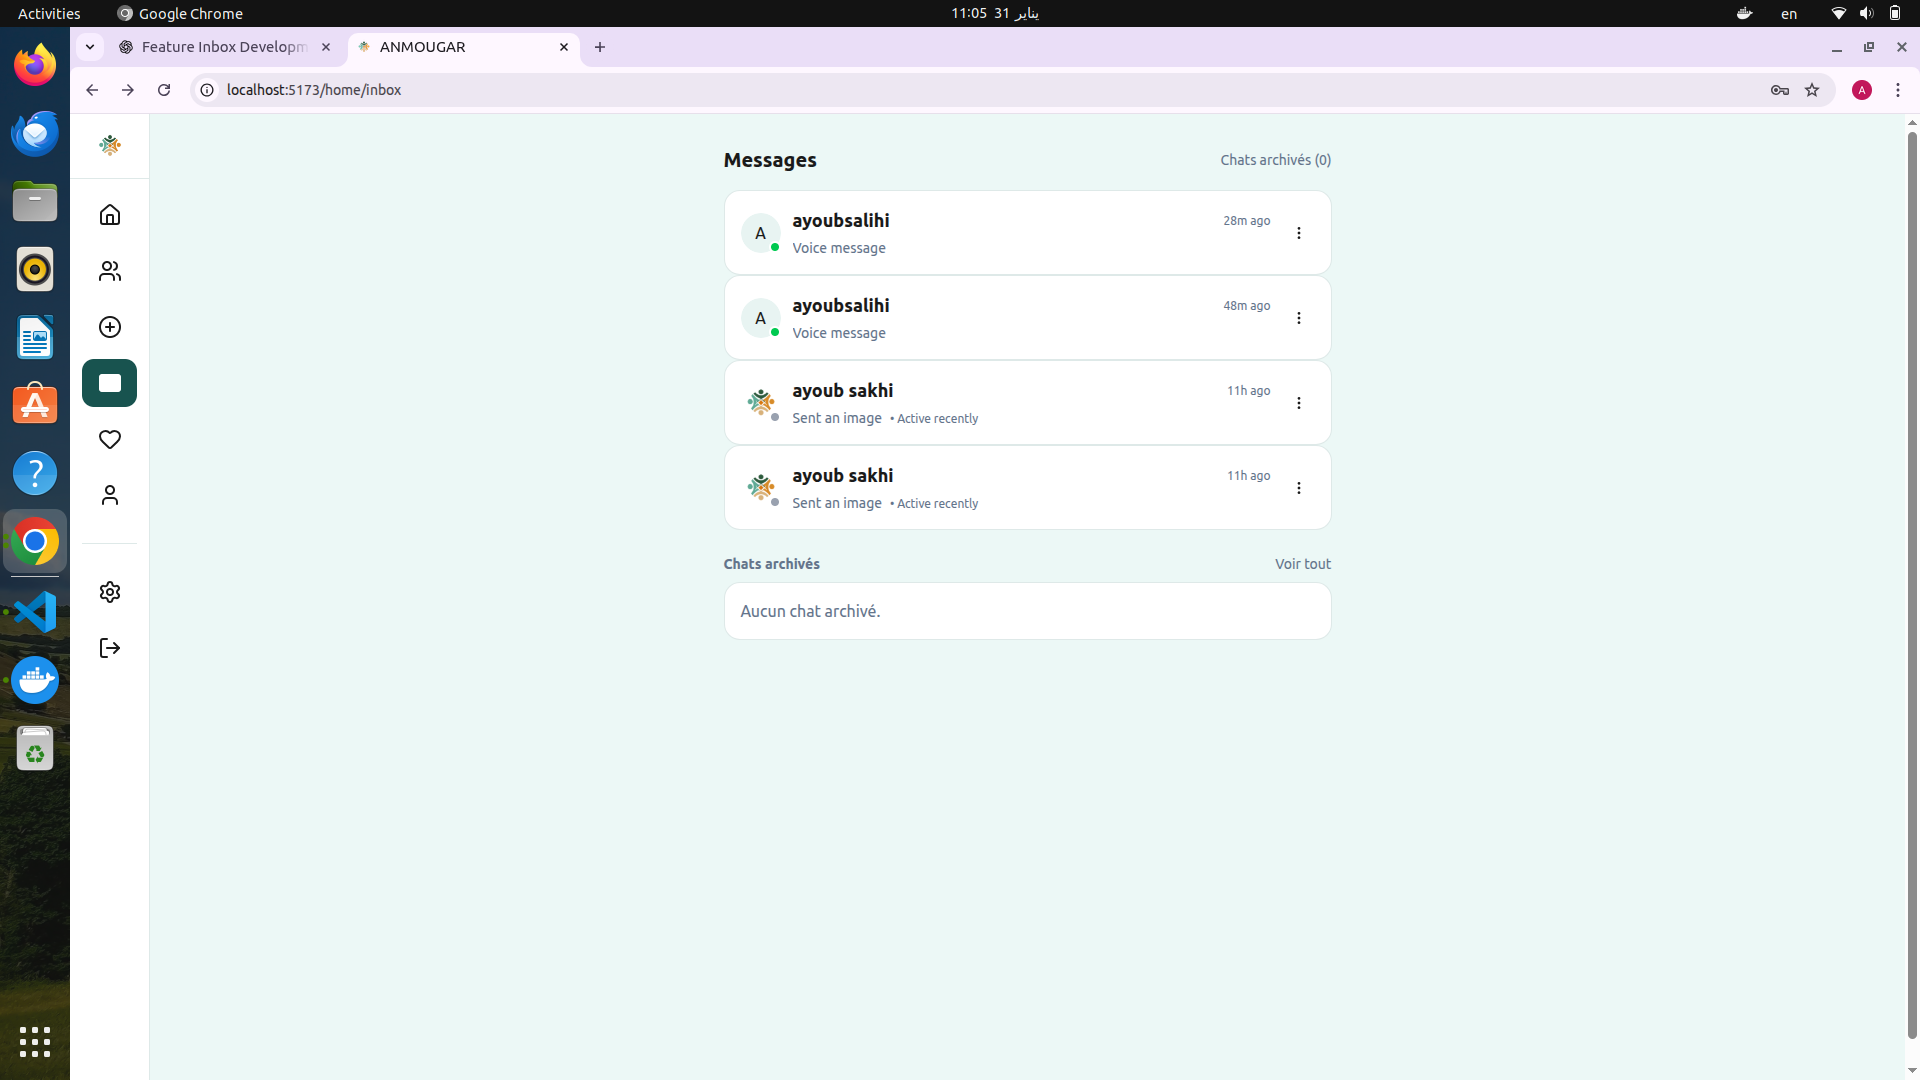 Activities
Google Chrome
31 يناير 11:05
en
Feature Inbox Developm
ANMOUGAR
localhost:5173/home/inbox
A
Messages
Chats archivés (0)
A
ayoubsalihi
28m ago
Voice message
A
ayoubsalihi
48m ago
Voice message
ayoub sakhi
11h ago
Sent an image • Active recently
ayoub sakhi
11h ago
Sent an image • Active recently
Chats archivés
Voir tout
Aucun chat archivé.